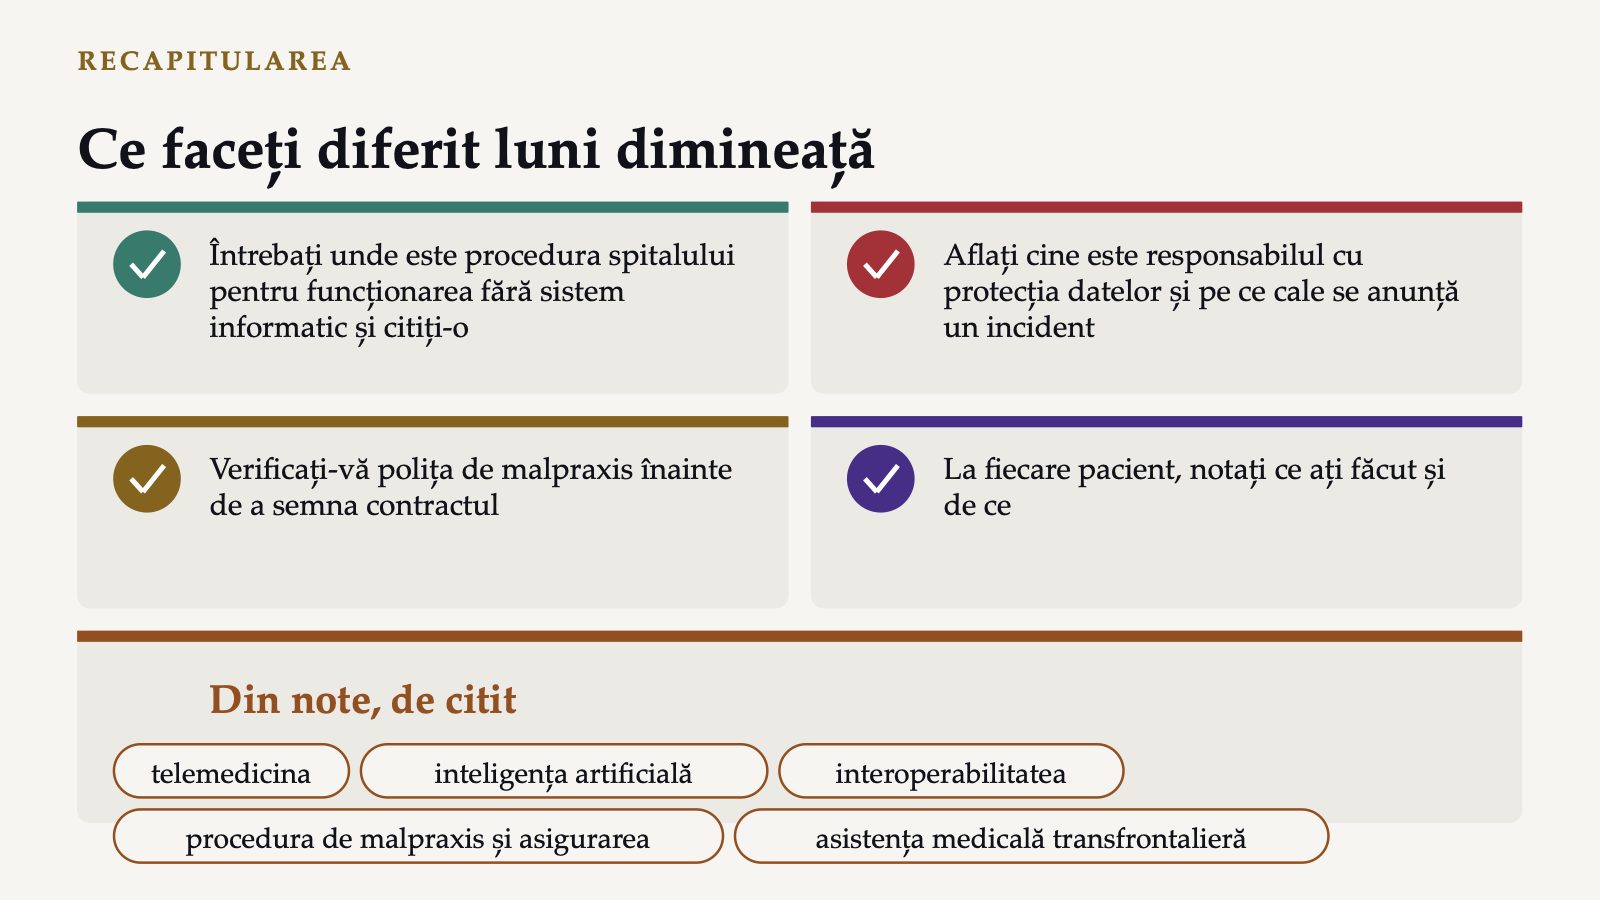 RECAPITULAREA
Ce faceți diferit luni dimineață
Întrebați unde este procedura spitalului
pentru funcționarea fără sistem
informatic și citiți-o
Aflați cine este responsabilul cu
protecția datelor și pe ce cale se anunță
un incident
Verificați-vă polița de malpraxis înainte
de a semna contractul
La fiecare pacient, notați ce ați făcut și
de ce
Din note, de citit
telemedicina
inteligența artificială
interoperabilitatea
procedura de malpraxis și asigurarea
asistența medicală transfrontalieră